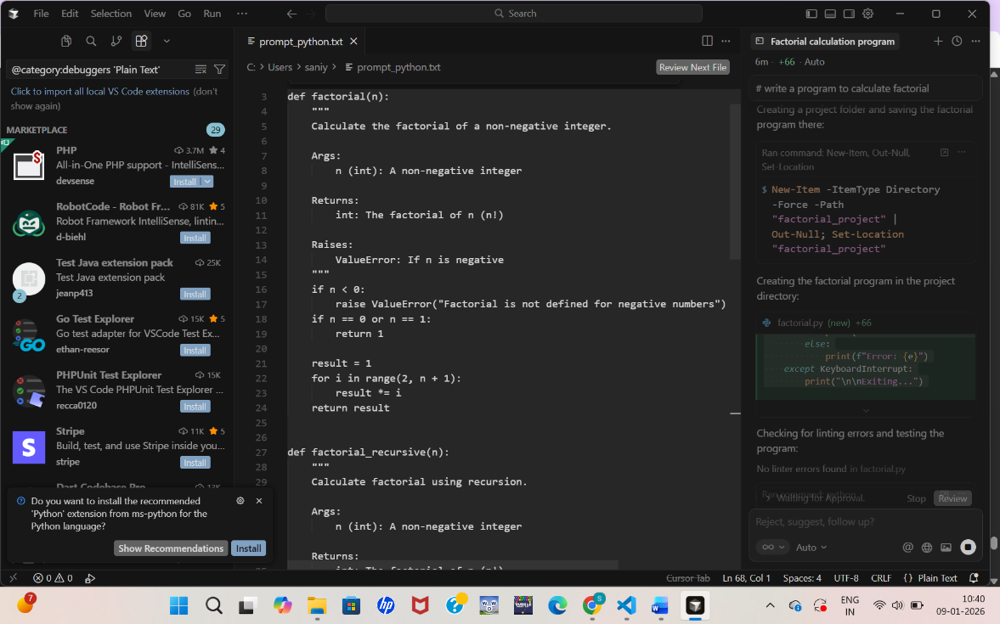 File Edit Selection View Go Run ···
Search
@category:debuggers 'Plain Text'
Click to import all local VS Code extensions (don't
show again)
MARKETPLACE 29
PHP 3.7M 4
All-in-One PHP support - IntelliSens...
devsense Install
RobotCode - Robot Fr... 81K 5
Robot Framework IntelliSense, lintin...
d-biehl Install
Test Java extension pack 25K
Test Java extension pack
jeanp413 Install
2
Go Test Explorer 15K 5
Go test adapter for VSCode Test Ex...
ethan-reesor Install
PHPUnit Test Explorer 15K
The VS Code PHPUnit Test Explorer ...
recca0120 Install
Stripe 11K 5
Build, test, and use Stripe inside you...
stripe Install
Do you want to install the recommended
'Python' extension from ms-python for the
Python language?
Show Recommendations Install
prompt_python.txt
C: > Users > saniy > prompt_python.txt
Review Next File
3 def factorial(n):
4 """
5 Calculate the factorial of a non-negative integer.
6
7 Args:
8 n (int): A non-negative integer
9
10 Returns:
11 int: The factorial of n (n!)
12
13 Raises:
14 ValueError: If n is negative
15 """
16 if n < 0:
17 raise ValueError("Factorial is not defined for negative numbers")
18 if n == 0 or n == 1:
19 return 1
20
21 result = 1
22 for i in range(2, n + 1):
23 result *= i
24 return result
25
26
27 def factorial_recursive(n):
28 """
29 Calculate factorial using recursion.
30
31 Args:
32 n (int): A non-negative integer
33
34 Returns:
int: The factorial of n (n!)
Factorial calculation program
6m · +66 · Auto
# write a program to calculate factorial
Creating a project folder and saving the factorial
program there:
Ran command: New-Item, Out-Null,
Set-Location
$ New-Item -ItemType Directory
-Force -Path
"factorial_project" |
Out-Null; Set-Location
"factorial_project"
Creating the factorial program in the project
directory:
factorial.py (new) +66
else:
print(f"Error: {e}")
except KeyboardInterrupt:
print("\n\nExiting...")
Checking for linting errors and testing the
program:
No linter errors found in factorial.py
Waiting for Approval. Stop Review
Reject, suggest, follow up?
Auto
0 0
Cursor Tab Ln 68, Col 1 Spaces: 4 UTF-8 CRLF {} Plain Text
7
ENG
IN
10:40
09-01-2026